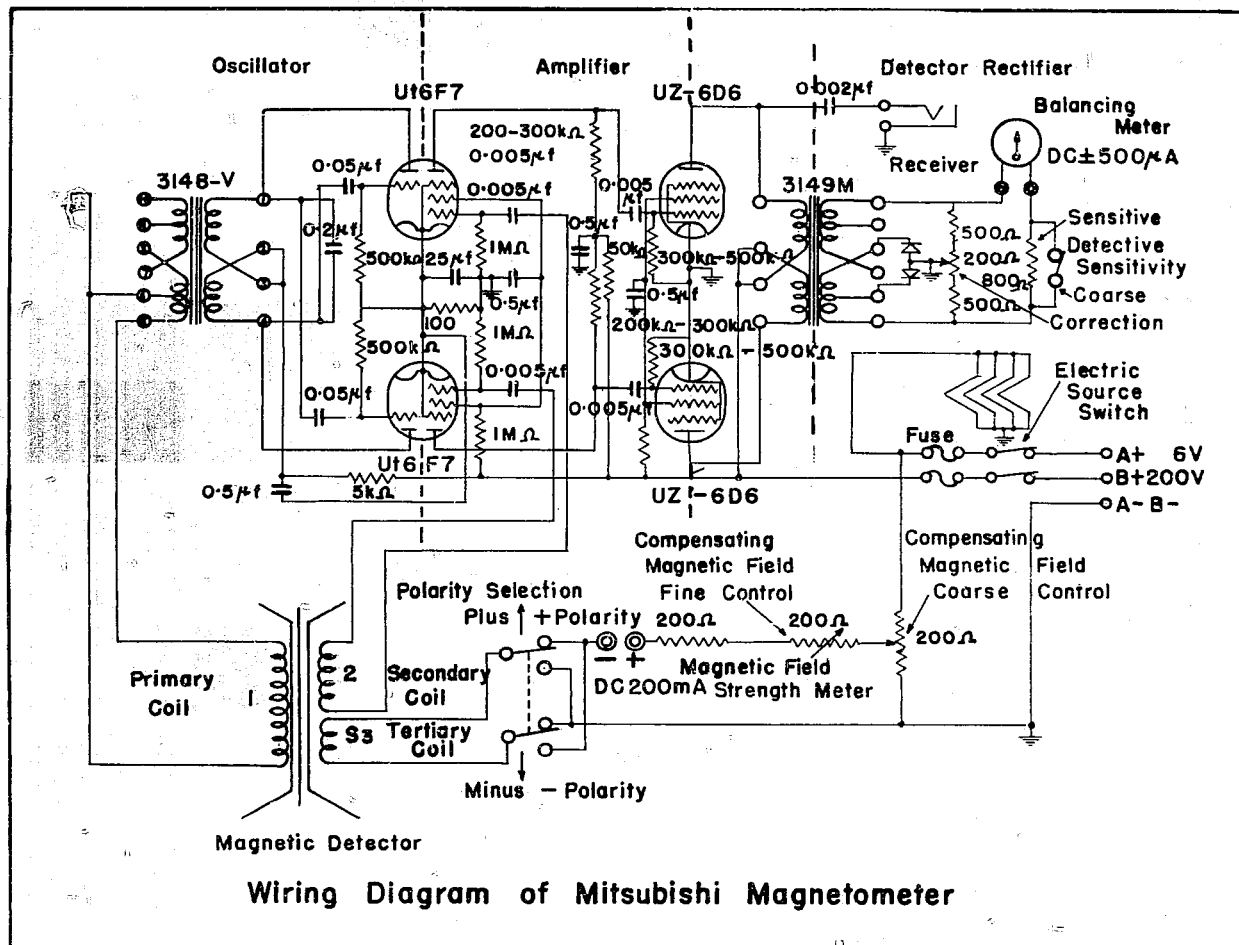 Oscillator
Amplifier
Detector Rectifier
Ut6F7
UZ-6D6
0.002μf
Balancing
Meter
DC±500μA
200-300kΩ
0.005μf
0.05μf
Receiver
3148-V
0.005μf
0.005
μf
3149M
0.2μf
0.5μf
50kΩ
Sensitive
Detective
Sensitivity
Coarse
Correction
500Ω
200Ω
800Ω
500Ω
1MΩ
500kΩ
25μf
300kΩ-500kΩ
0.5μf
0.5μf
100
1MΩ
200kΩ-300kΩ
300kΩ-500kΩ
500kΩ
0.005μf
0.05μf
0.005μf
1MΩ
Electric
Source
Switch
Fuse
A+ 6V
B+200V
A- B-
Ut6F7
0.5μf
5kΩ
UZ-6D6
Compensating
Magnetic Field
Fine Control
Compensating
Magnetic Field
Coarse Control
Polarity Selection
Plus +Polarity
200Ω
200Ω
200Ω
- +
DC200mA
Magnetic Field
Strength Meter
Primary
Coil
1
2
Secondary
Coil
S3
Tertiary
Coil
Minus - Polarity
Magnetic Detector
Wiring Diagram of Mitsubishi Magnetometer